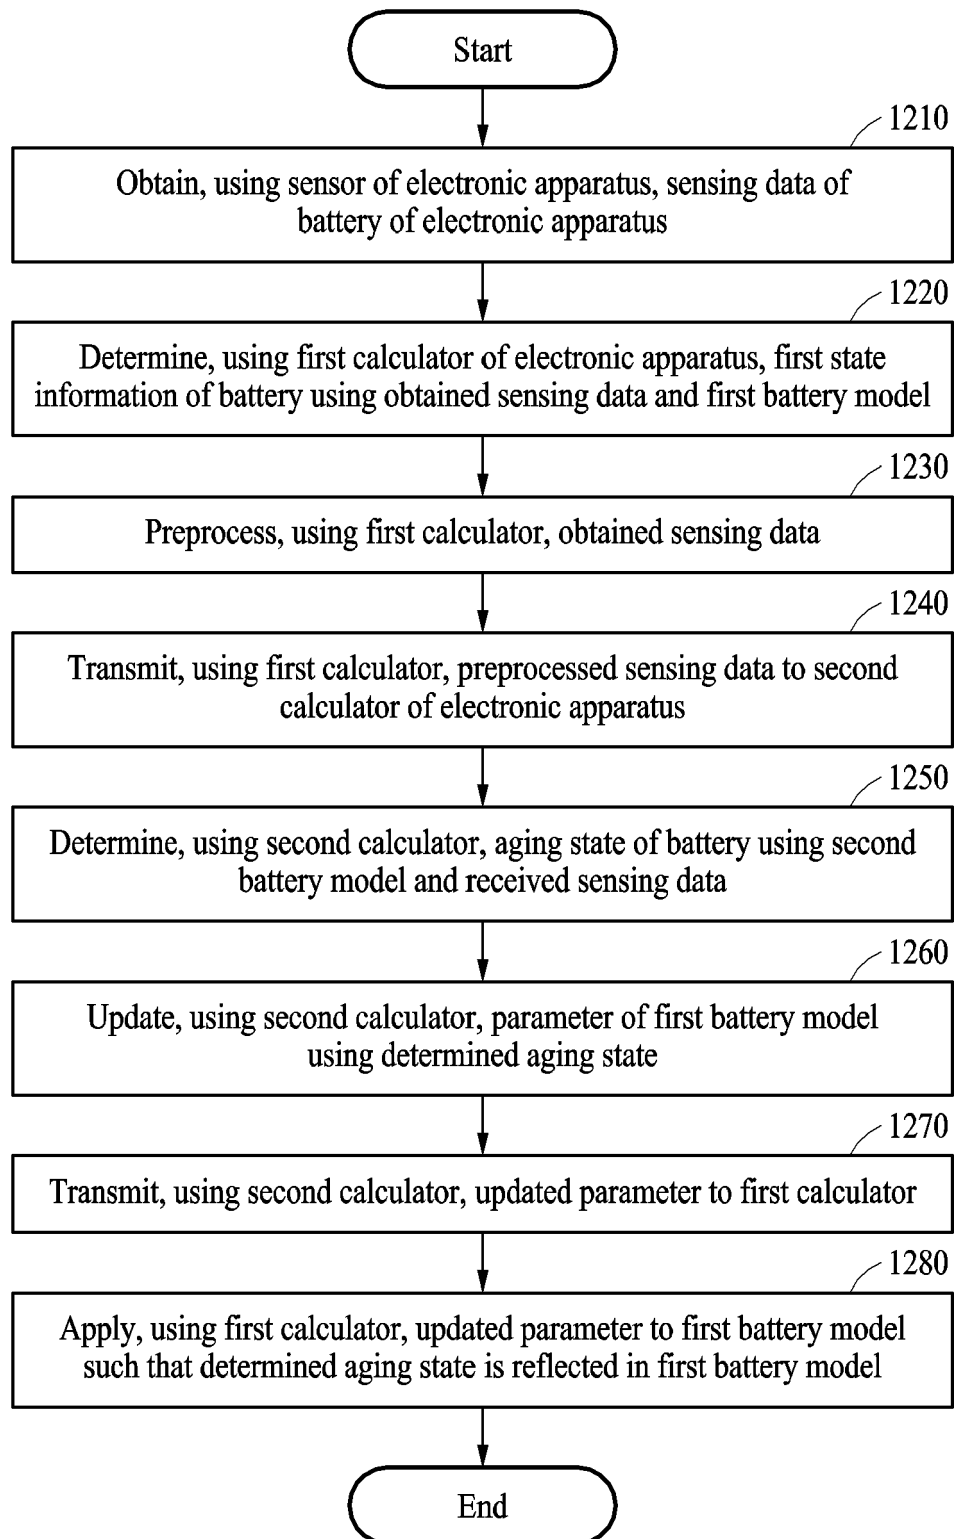 Start
1210
Obtain, using sensor of electronic apparatus, sensing data of
battery of electronic apparatus
1220
Determine, using first calculator of electronic apparatus, first state
information of battery using obtained sensing data and first battery model
1230
Preprocess, using first calculator, obtained sensing data
1240
Transmit, using first calculator, preprocessed sensing data to second
calculator of electronic apparatus
1250
Determine, using second calculator, aging state of battery using second
battery model and received sensing data
1260
Update, using second calculator, parameter of first battery model
using determined aging state
1270
Transmit, using second calculator, updated parameter to first calculator
1280
Apply, using first calculator, updated parameter to first battery model
such that determined aging state is reflected in first battery model
End